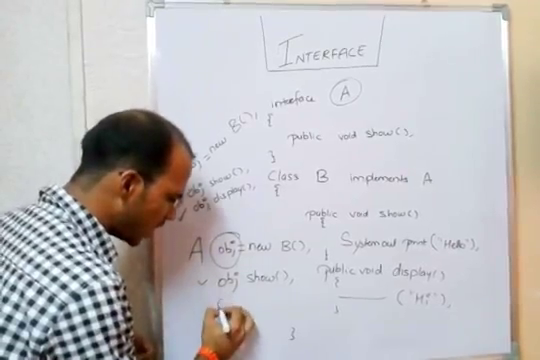 INTERFACE
interface A
{
public void show();
}
Class B implements A
{
public void show()
{
System out print("Hello");
}
public void display()
{
("Hi");
}
}
= new B();
obj show();
✓ obj display();
A obj = new B();
✓ obj show();